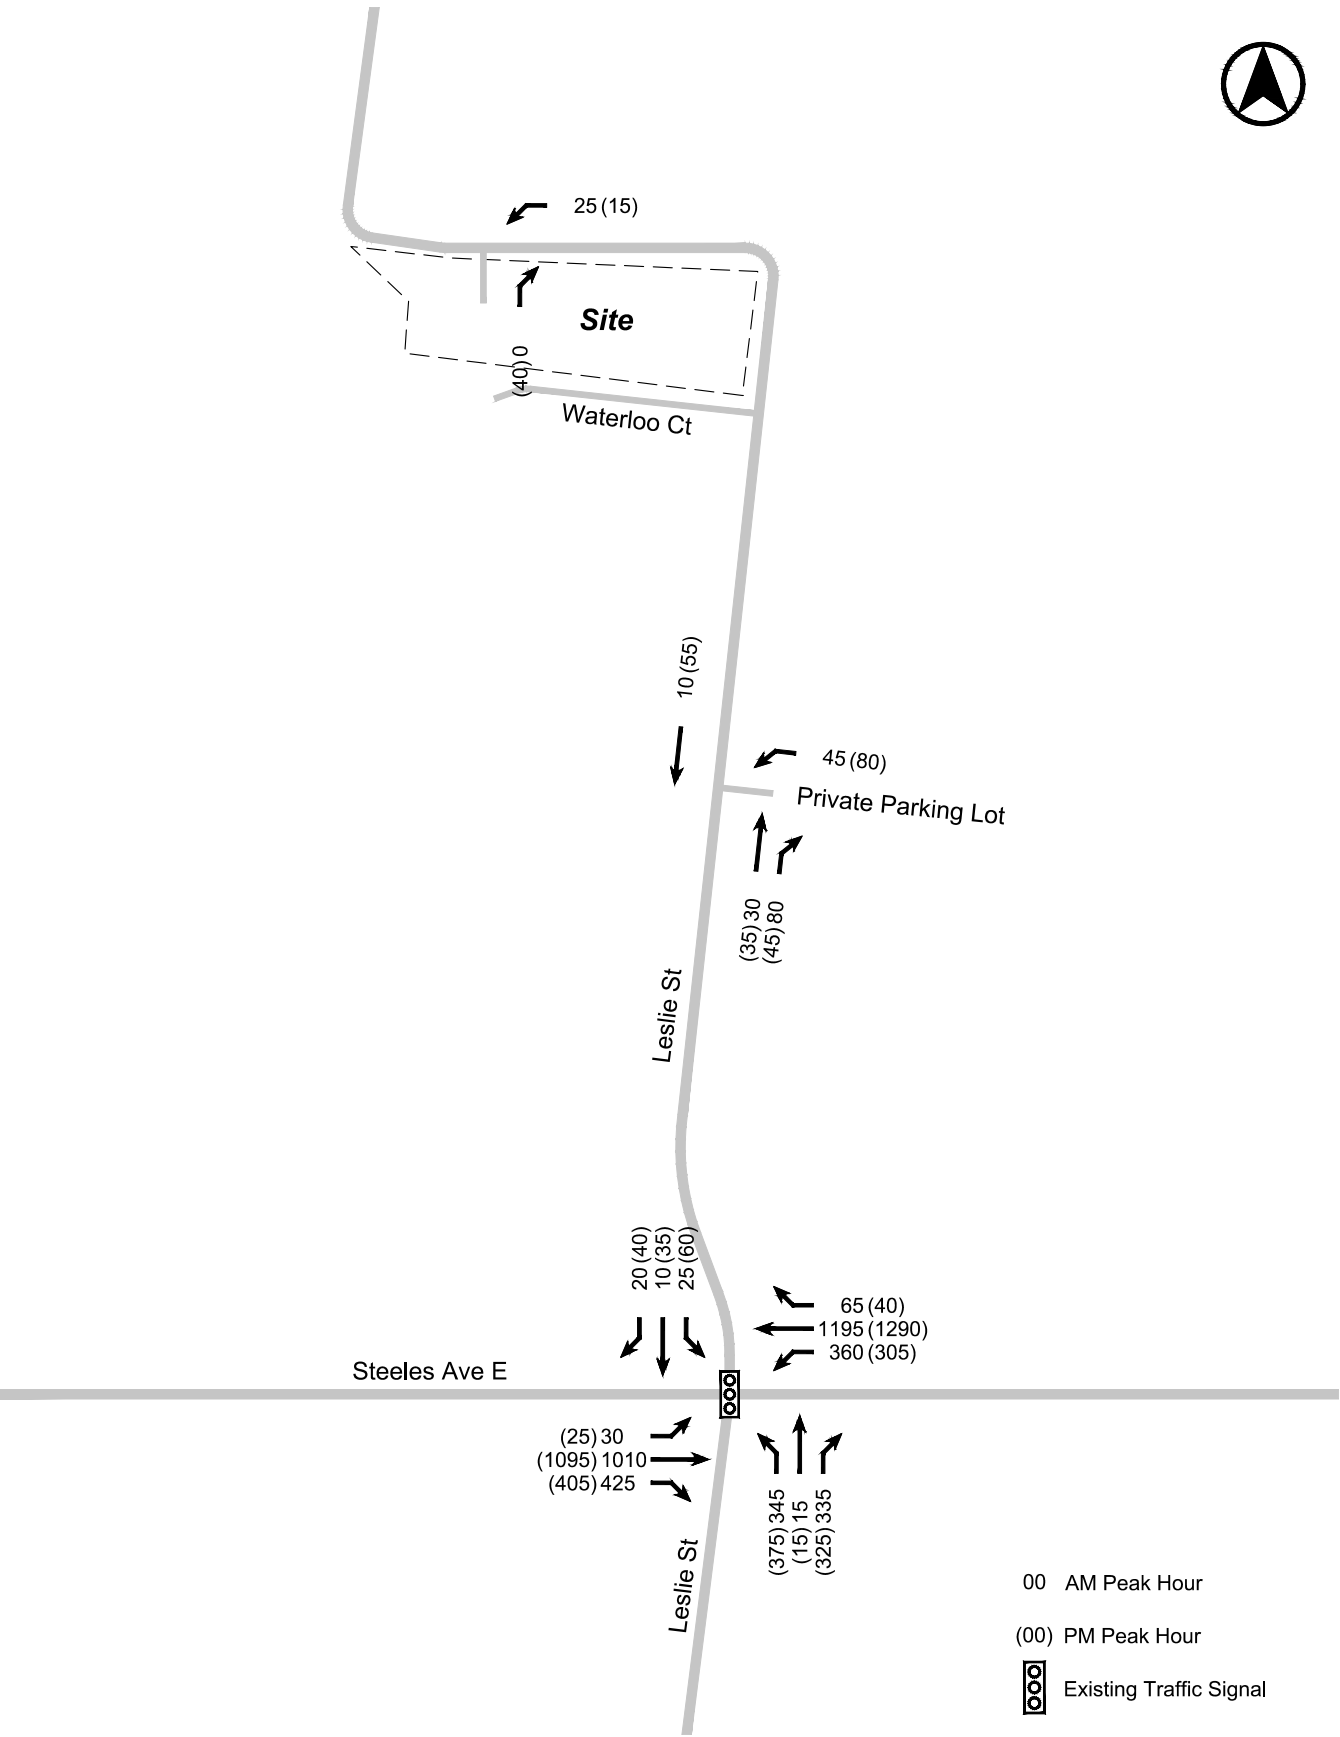 25 (15)
Site
(40) 0
Waterloo Ct
10 (55)
45 (80)
Private Parking Lot
(35) 30
(45) 80
Leslie St
20 (40)
10 (35)
25 (60)
65 (40)
1195 (1290)
360 (305)
Steeles Ave E
(25) 30
(1095) 1010
(405) 425
(375) 345
(15) 15
(325) 335
Leslie St
00 AM Peak Hour
(00) PM Peak Hour
Existing Traffic Signal